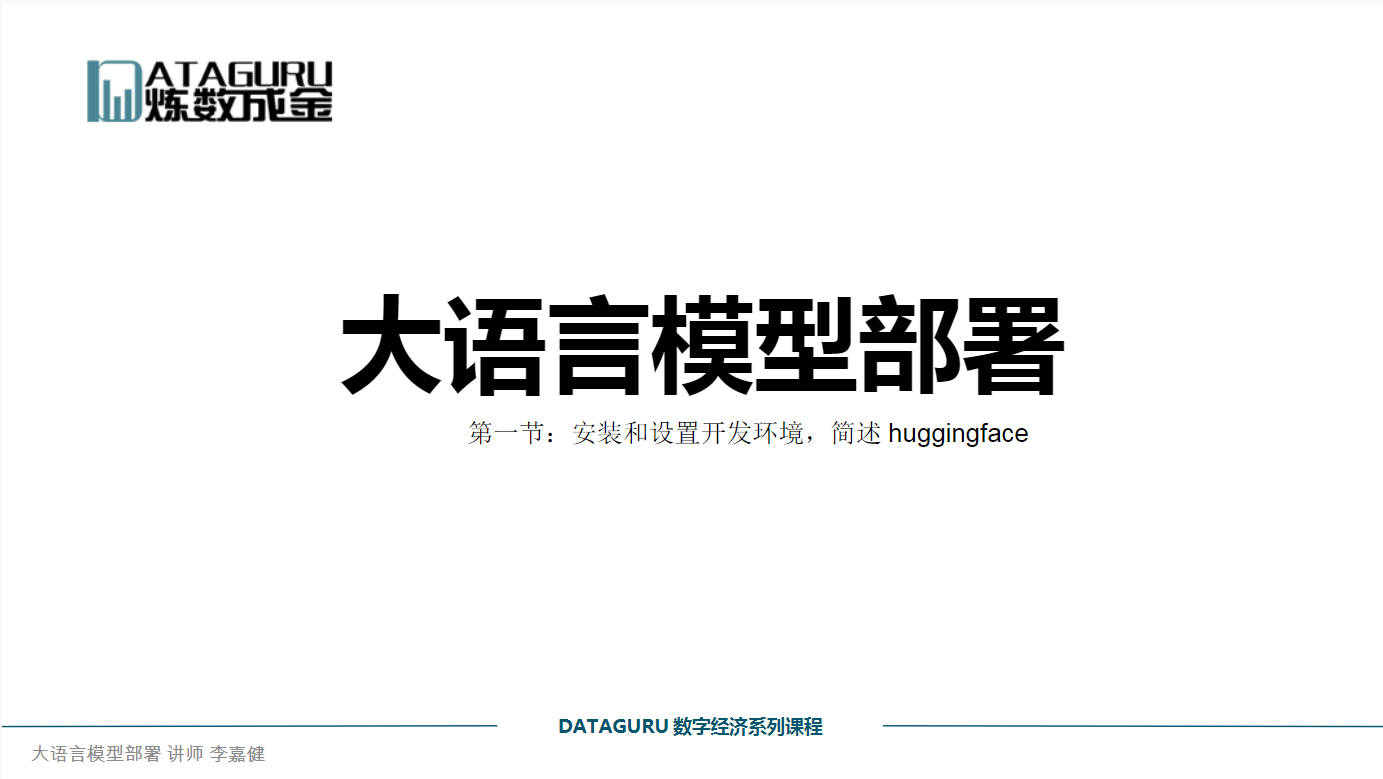 DATAGURU
炼数成金
大语言模型部署
第一节：安装和设置开发环境，简述 huggingface
DATAGURU 数字经济系列课程
大语言模型部署 讲师 李嘉健